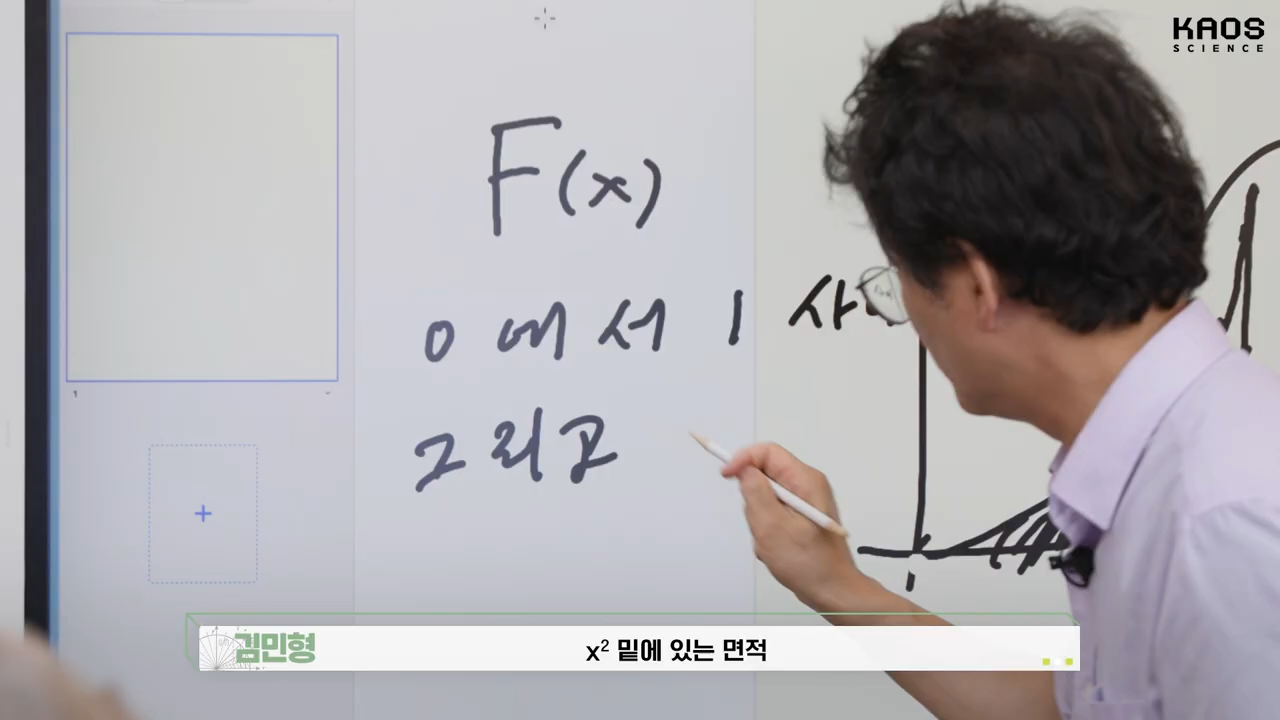 KAOS
SCIENCE
F(x)
0 에서 1 사
그리고
1
김민형
x² 밑에 있는 면적